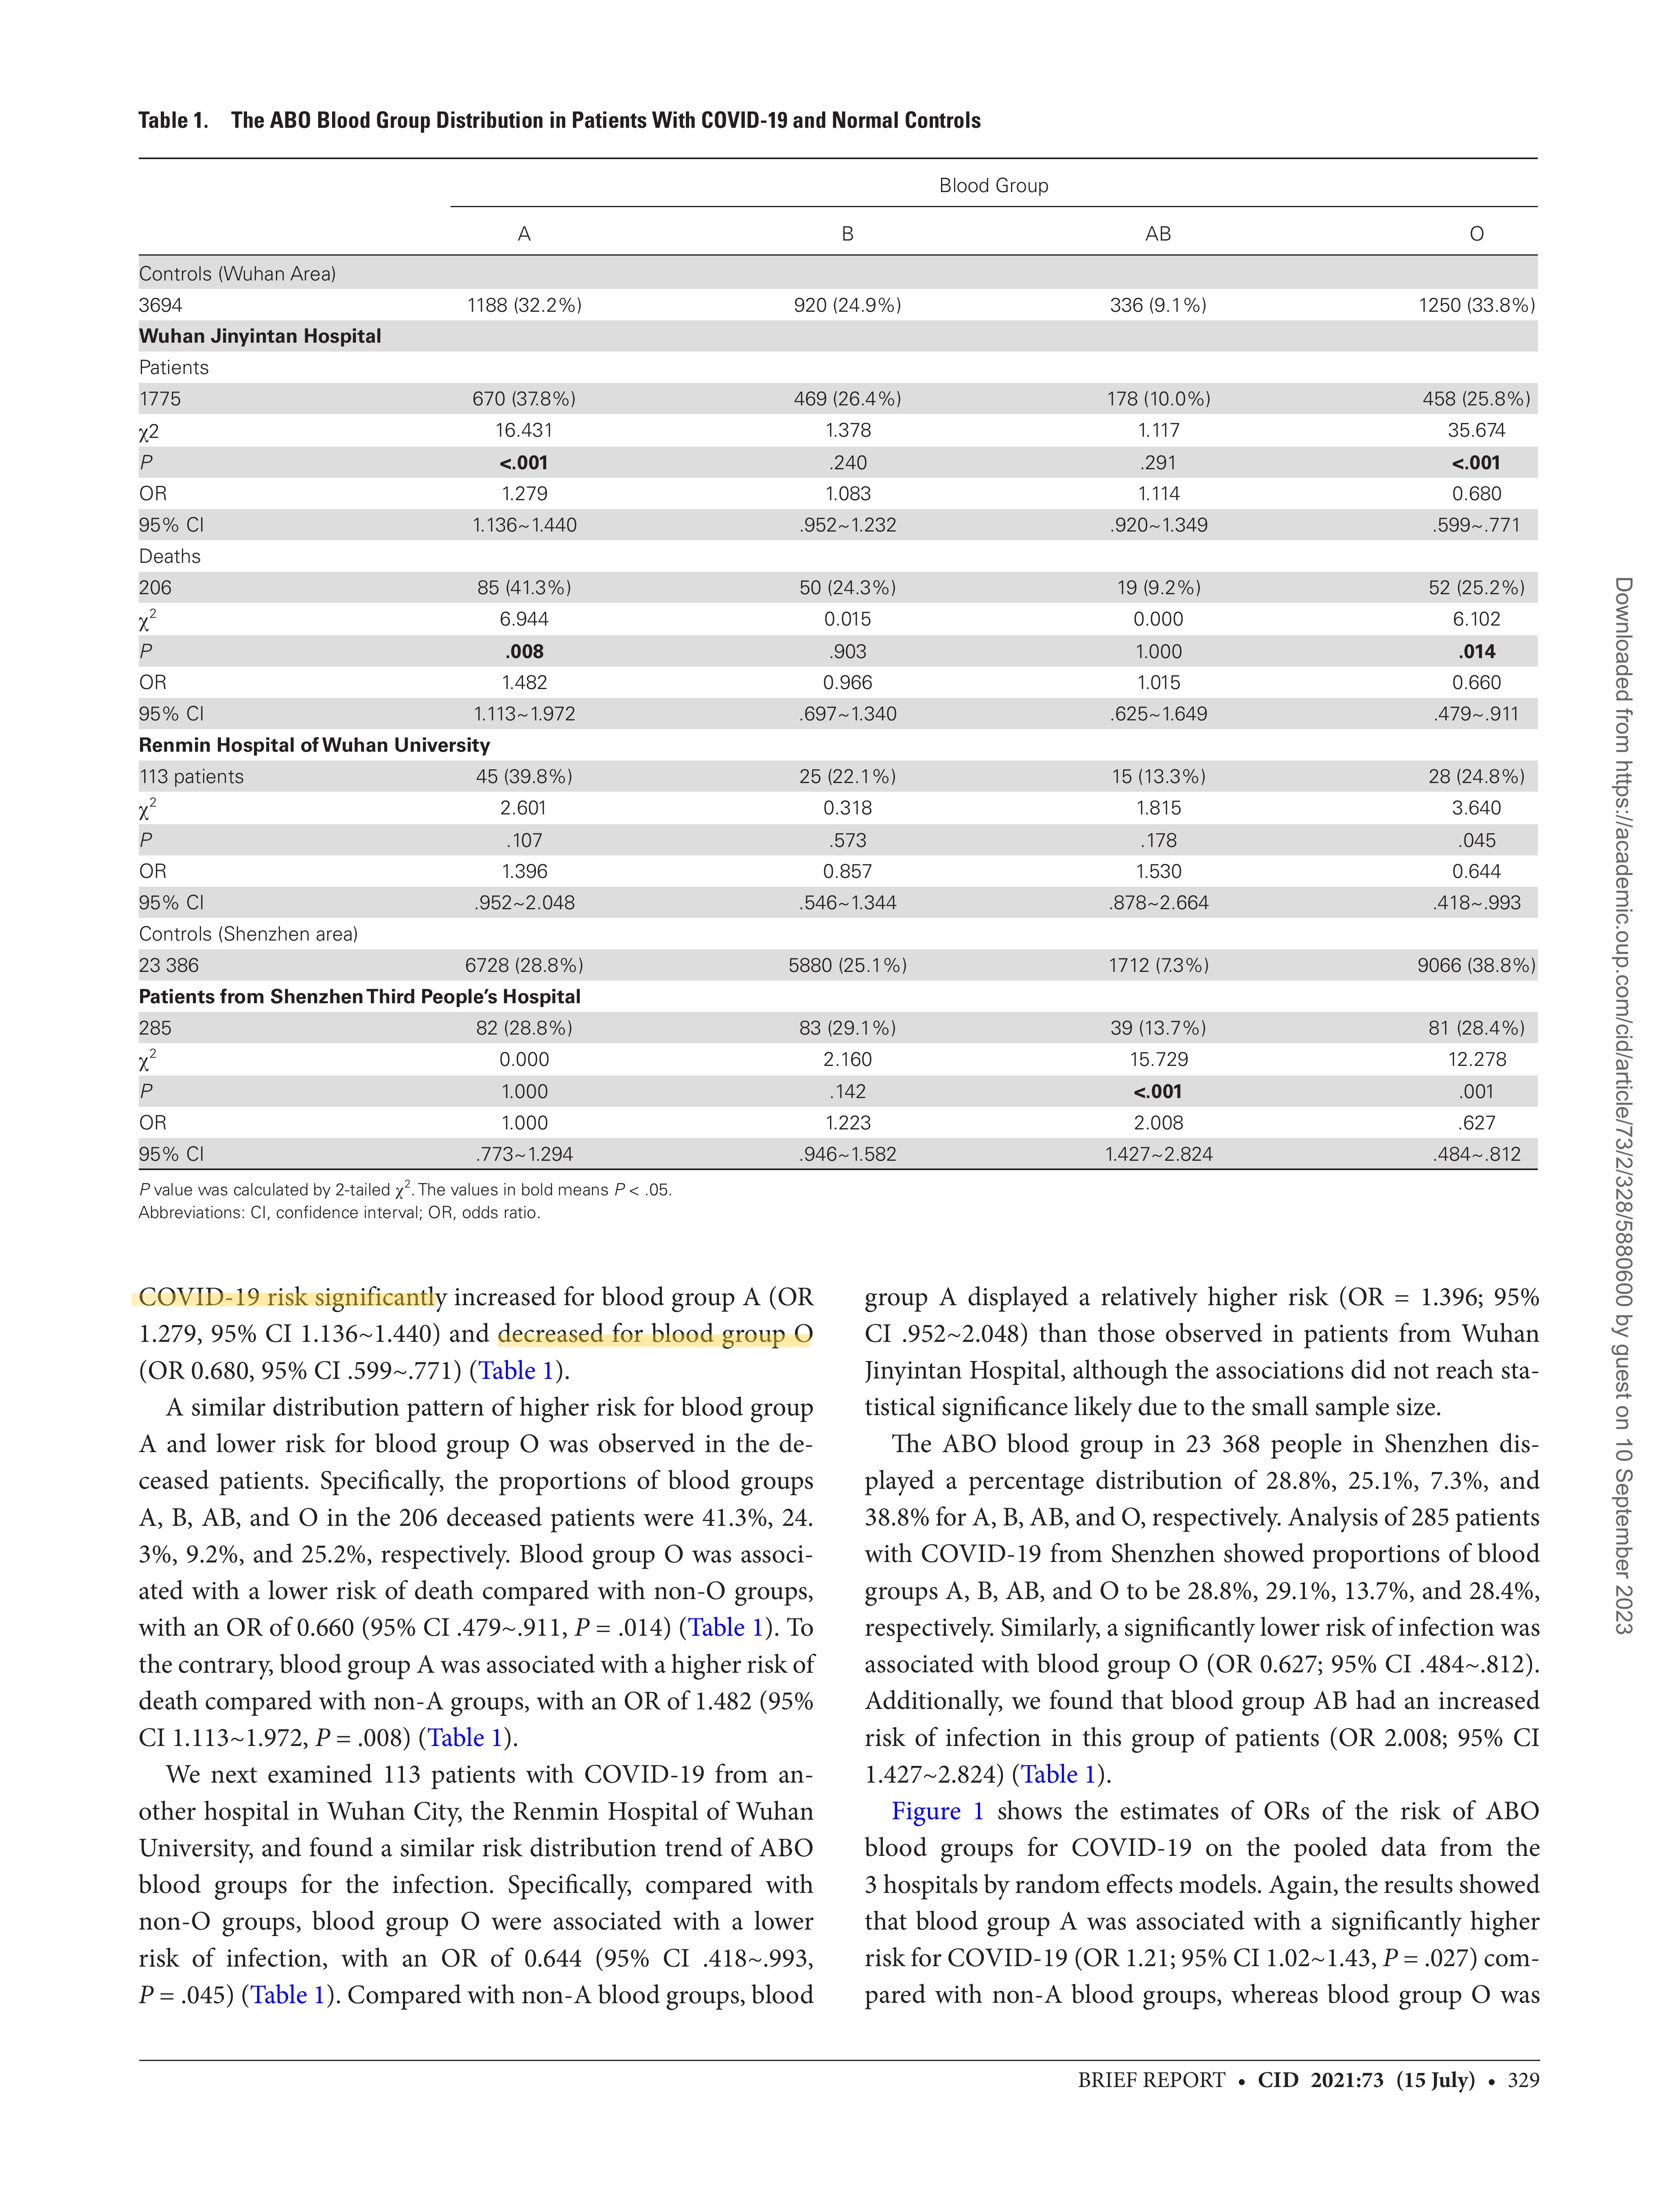 Table 1. The ABO Blood Group Distribution in Patients With COVID-19 and Normal Controls
Blood Group
A B AB O
Controls (Wuhan Area)
3694 1188 (32.2%) 920 (24.9%) 336 (9.1%) 1250 (33.8%)
Wuhan Jinyintan Hospital
Patients
1775 670 (37.8%) 469 (26.4%) 178 (10.0%) 458 (25.8%)
χ2 16.431 1.378 1.117 35.674
P <.001 .240 .291 <.001
OR 1.279 1.083 1.114 0.680
95% CI 1.136~1.440 .952~1.232 .920~1.349 .599~.771
Deaths
206 85 (41.3%) 50 (24.3%) 19 (9.2%) 52 (25.2%)
χ² 6.944 0.015 0.000 6.102
P .008 .903 1.000 .014
OR 1.482 0.966 1.015 0.660
95% CI 1.113~1.972 .697~1.340 .625~1.649 .479~.911
Renmin Hospital of Wuhan University
113 patients 45 (39.8%) 25 (22.1%) 15 (13.3%) 28 (24.8%)
χ² 2.601 0.318 1.815 3.640
P .107 .573 .178 .045
OR 1.396 0.857 1.530 0.644
95% CI .952~2.048 .546~1.344 .878~2.664 .418~.993
Controls (Shenzhen area)
23 386 6728 (28.8%) 5880 (25.1%) 1712 (7.3%) 9066 (38.8%)
Patients from Shenzhen Third People's Hospital
285 82 (28.8%) 83 (29.1%) 39 (13.7%) 81 (28.4%)
χ² 0.000 2.160 15.729 12.278
P 1.000 .142 <.001 .001
OR 1.000 1.223 2.008 .627
95% CI .773~1.294 .946~1.582 1.427~2.824 .484~.812
P value was calculated by 2-tailed χ². The values in bold means P < .05.
Abbreviations: CI, confidence interval; OR, odds ratio.
COVID-19 risk significantly increased for blood group A (OR
1.279, 95% CI 1.136~1.440) and decreased for blood group O
(OR 0.680, 95% CI .599~.771) (Table 1).
A similar distribution pattern of higher risk for blood group
A and lower risk for blood group O was observed in the de-
ceased patients. Specifically, the proportions of blood groups
A, B, AB, and O in the 206 deceased patients were 41.3%, 24.
3%, 9.2%, and 25.2%, respectively. Blood group O was associ-
ated with a lower risk of death compared with non-O groups,
with an OR of 0.660 (95% CI .479~.911, P = .014) (Table 1). To
the contrary, blood group A was associated with a higher risk of
death compared with non-A groups, with an OR of 1.482 (95%
CI 1.113~1.972, P = .008) (Table 1).
We next examined 113 patients with COVID-19 from an-
other hospital in Wuhan City, the Renmin Hospital of Wuhan
University, and found a similar risk distribution trend of ABO
blood groups for the infection. Specifically, compared with
non-O groups, blood group O were associated with a lower
risk of infection, with an OR of 0.644 (95% CI .418~.993,
P = .045) (Table 1). Compared with non-A blood groups, blood
group A displayed a relatively higher risk (OR = 1.396; 95%
CI .952~2.048) than those observed in patients from Wuhan
Jinyintan Hospital, although the associations did not reach sta-
tistical significance likely due to the small sample size.
The ABO blood group in 23 368 people in Shenzhen dis-
played a percentage distribution of 28.8%, 25.1%, 7.3%, and
38.8% for A, B, AB, and O, respectively. Analysis of 285 patients
with COVID-19 from Shenzhen showed proportions of blood
groups A, B, AB, and O to be 28.8%, 29.1%, 13.7%, and 28.4%,
respectively. Similarly, a significantly lower risk of infection was
associated with blood group O (OR 0.627; 95% CI .484~.812).
Additionally, we found that blood group AB had an increased
risk of infection in this group of patients (OR 2.008; 95% CI
1.427~2.824) (Table 1).
Figure 1 shows the estimates of ORs of the risk of ABO
blood groups for COVID-19 on the pooled data from the
3 hospitals by random effects models. Again, the results showed
that blood group A was associated with a significantly higher
risk for COVID-19 (OR 1.21; 95% CI 1.02~1.43, P = .027) com-
pared with non-A blood groups, whereas blood group O was
BRIEF REPORT • CID 2021:73 (15 July) • 329
Downloaded from https://academic.oup.com/cid/article/73/2/328/5880600 by guest on 10 September 2023